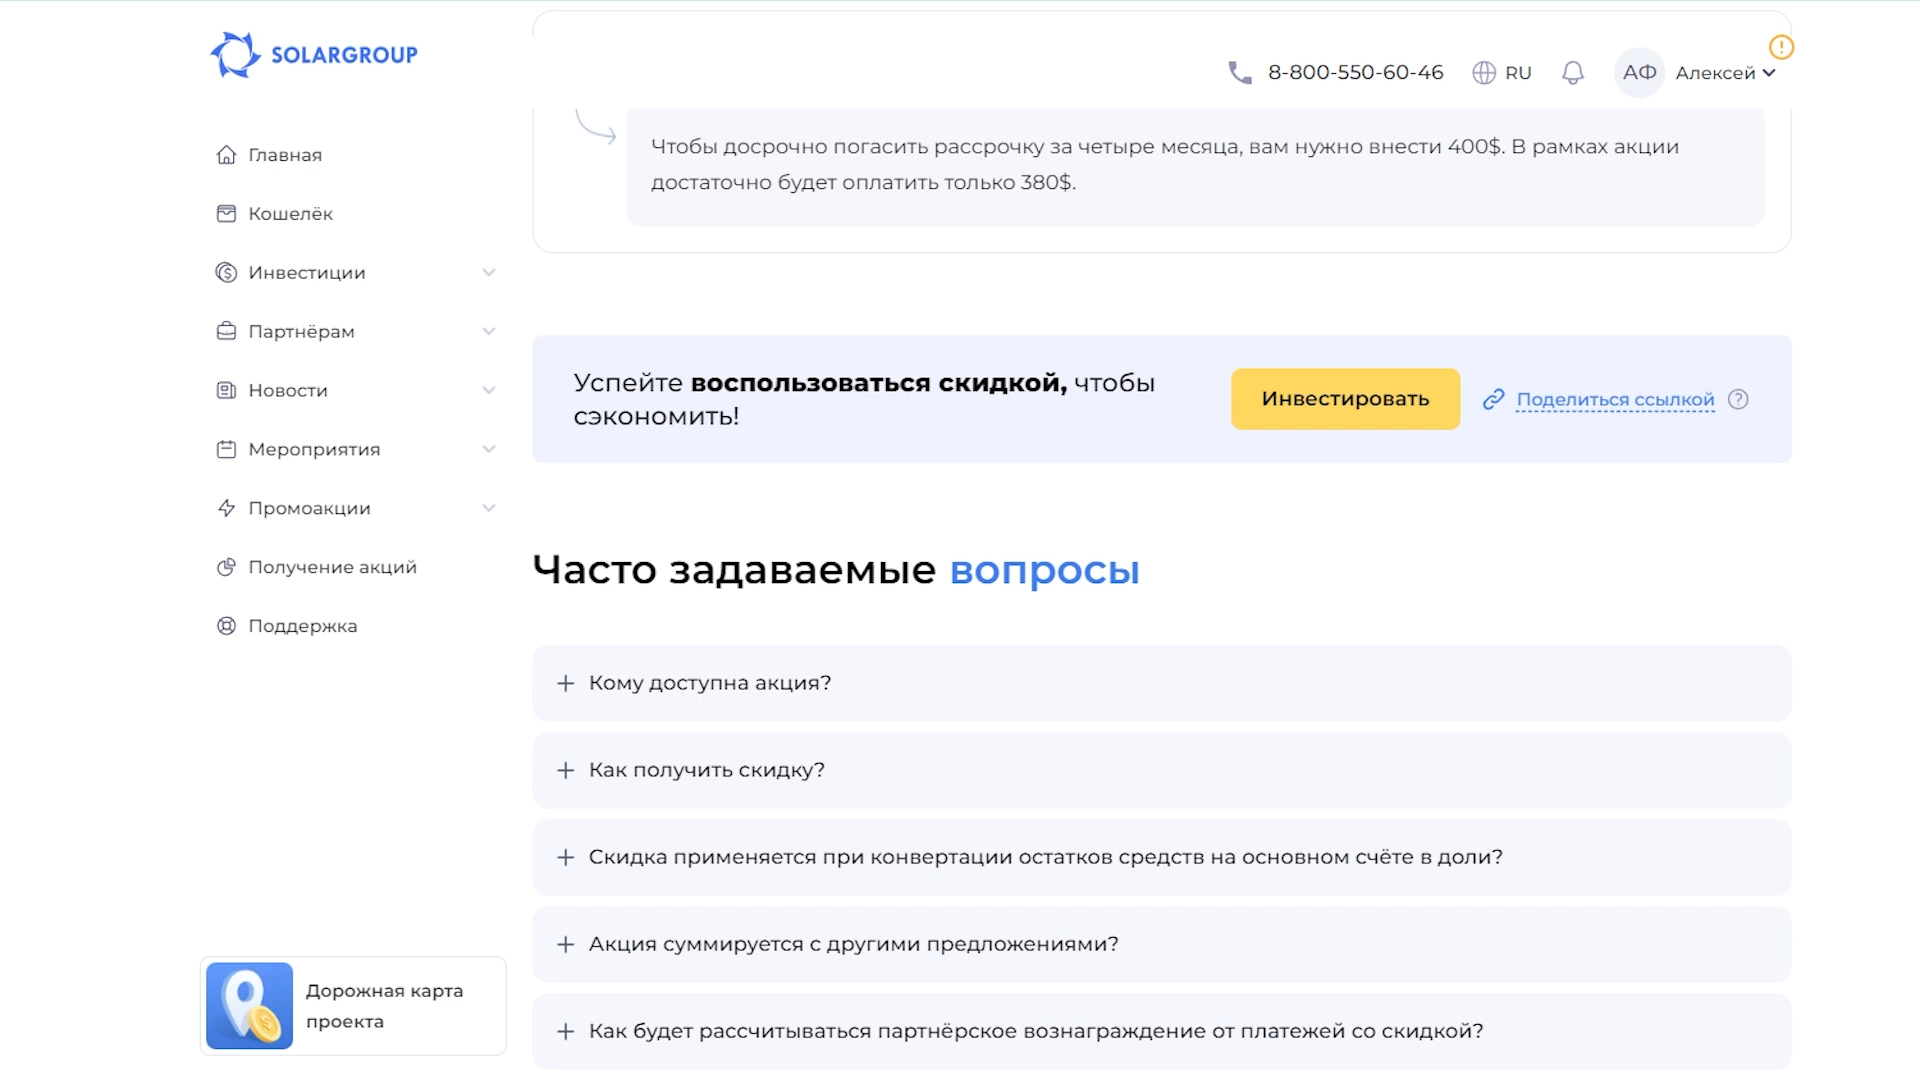 SOLARGROUP
8-800-550-60-46
RU
АФ
Алексей
Главная
Кошелёк
Инвестиции
Партнёрам
Новости
Мероприятия
Промоакции
Получение акций
Поддержка
Дорожная карта
проекта
Чтобы досрочно погасить рассрочку за четыре месяца, вам нужно внести 400$. В рамках акции
достаточно будет оплатить только 380$.
Успейте воспользоваться скидкой, чтобы
сэкономить!
Инвестировать
Поделиться ссылкой
Часто задаваемые вопросы
Кому доступна акция?
Как получить скидку?
Скидка применяется при конвертации остатков средств на основном счёте в доли?
Акция суммируется с другими предложениями?
Как будет рассчитываться партнёрское вознаграждение от платежей со скидкой?